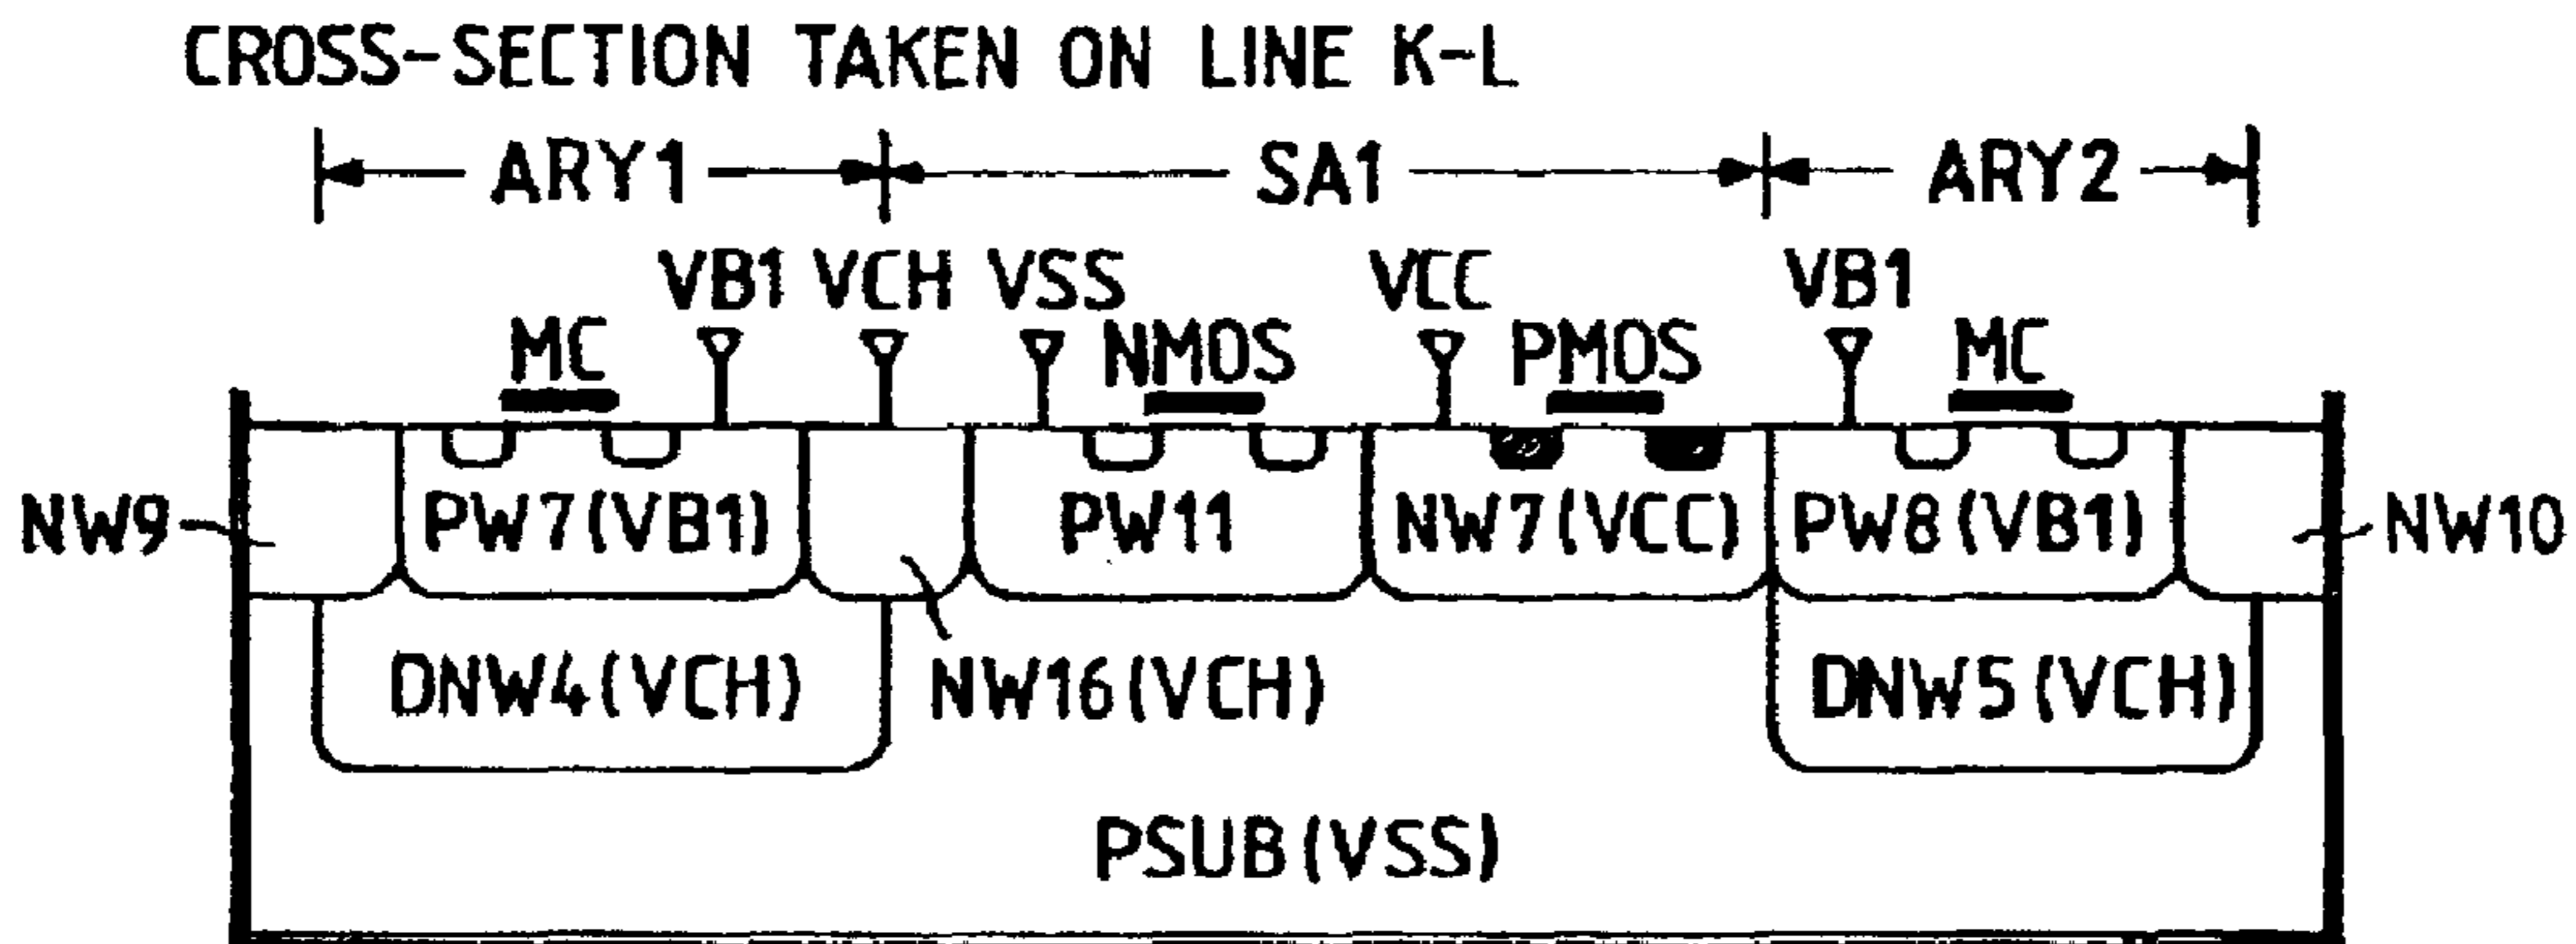 CROSS-SECTION TAKEN ON LINE K-L
ARY1 SA1 ARY2
VB1 VCH VSS VCC VB1
MC NMOS PMOS MC
NW9 PW7(VB1) PW11 NW7(VCC) PW8(VB1) NW10
DNW4(VCH) NW16(VCH) DNW5(VCH)
PSUB(VSS)